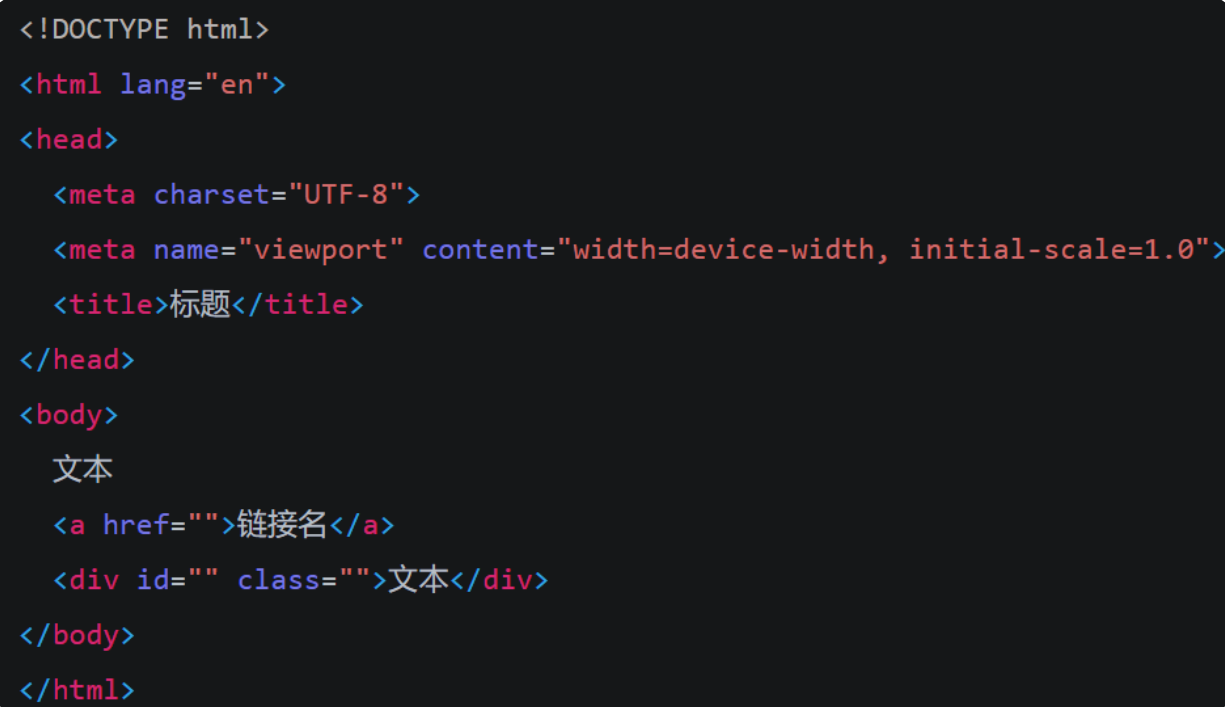 <!DOCTYPE html>
<html lang="en">
<head>
  <meta charset="UTF-8">
  <meta name="viewport" content="width=device-width, initial-scale=1.0">
  <title>标题</title>
</head>
<body>
  文本
  <a href="">链接名</a>
  <div id="" class="">文本</div>
</body>
</html>